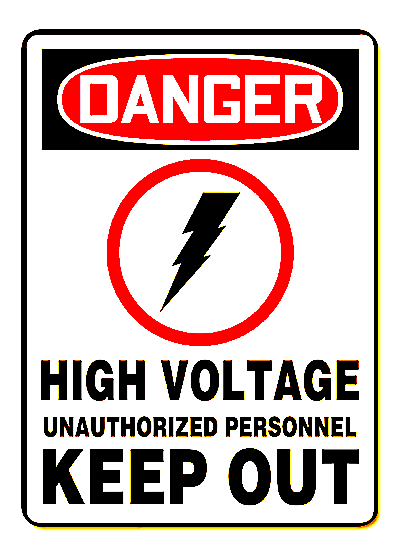 DANGER
HIGH VOLTAGE
UNAUTHORIZED PERSONNEL
KEEP OUT